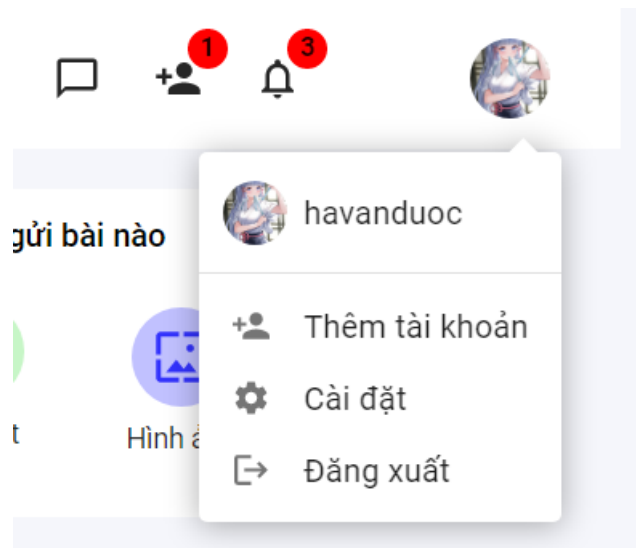 1
3
havanduoc
gửi bài nào
Thêm tài khoản
Cài đặt
Hình
Đăng xuất